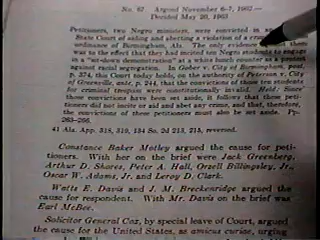 No. 67. Argued November 6-7, 1962—
Decided May 20, 1963
Petitioners, two Negro ministers, were convicted in an
State Court of aiding and abetting a violation of a
ordinance of Birmingham, Ala. The only evidence them
was to the effect that they had incited ten Negro students to engage
in a "sit-down demonstration" at a white lunch counter as a protest
against racial segregation. In Gober v. City of Birmingham, post,
p. 374, this Court today holds, on the authority of Peterson v. City
of Greenville, ante, p. 244, that the convictions of those ten students
for criminal trespass were constitutionally invalid. Held: Since
those convictions have been set aside, it follows that these peti-
tioners did not incite or aid and abet any crime, and that, therefore,
the convictions of these petitioners must also be set aside. Pp.
263-266.
41 Ala. App. 318, 319, 134 So. 2d 213, 215, reversed.
Constance Baker Motley argued the cause for peti-
tioners. With her on the brief were Jack Greenberg,
Arthur D. Shores, Peter A. Hall, Orzell Billingsley, Jr.,
Oscar W. Adams, Jr. and Leroy D. Clark.
Watts E. Davis and J. M. Breckenridge argued the
cause for respondent. With Mr. Davis on the brief was
Earl McBee.
Solicitor General Cox, by special leave of Court, argued
the cause for the United States, as amicus curiae, urging